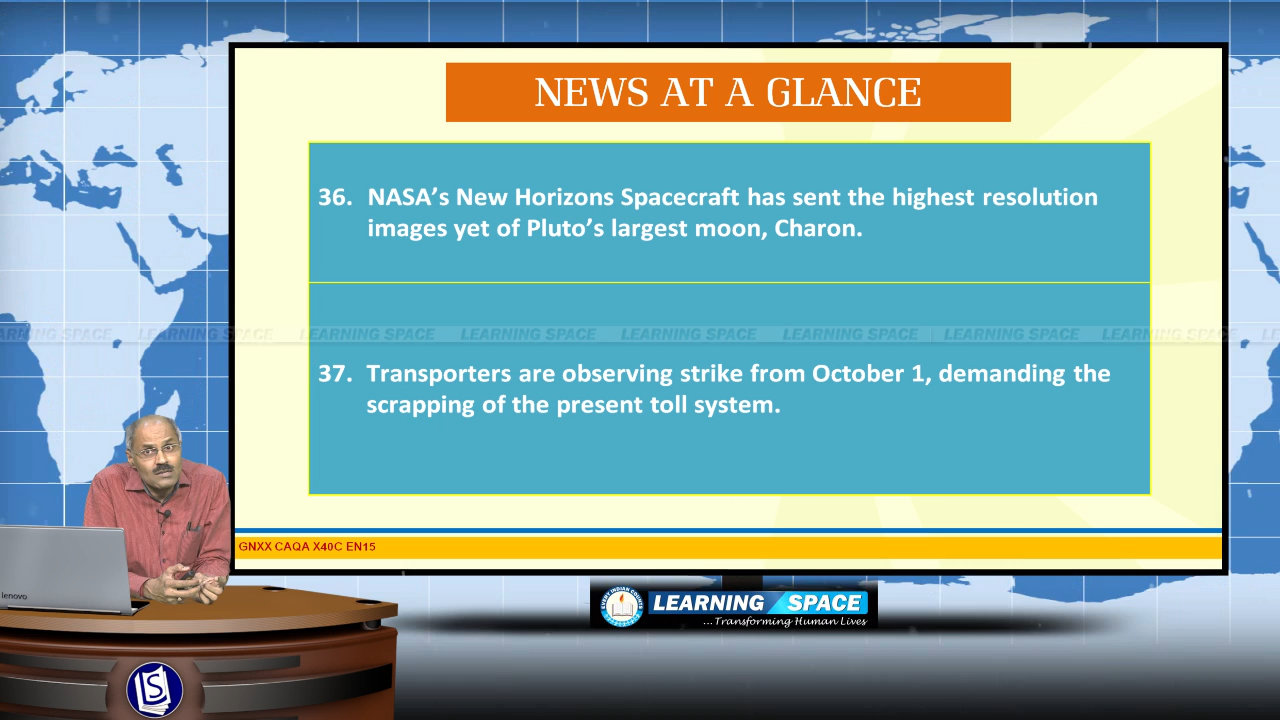 NEWS AT A GLANCE
36. NASA's New Horizons Spacecraft has sent the highest resolution
images yet of Pluto's largest moon, Charon.
LEARNING SPACE LEARNING SPACE LEARNING SPACE LEARNING SPACE LEARNING SPACE LEARNING SPACE LEARNING SPACE
37. Transporters are observing strike from October 1, demanding the
scrapping of the present toll system.
GNXX CAQA X40C EN15
lenovo
EVERY INDIAN COUNTS
LEARNING SPACE
...Transforming Human Lives
LS